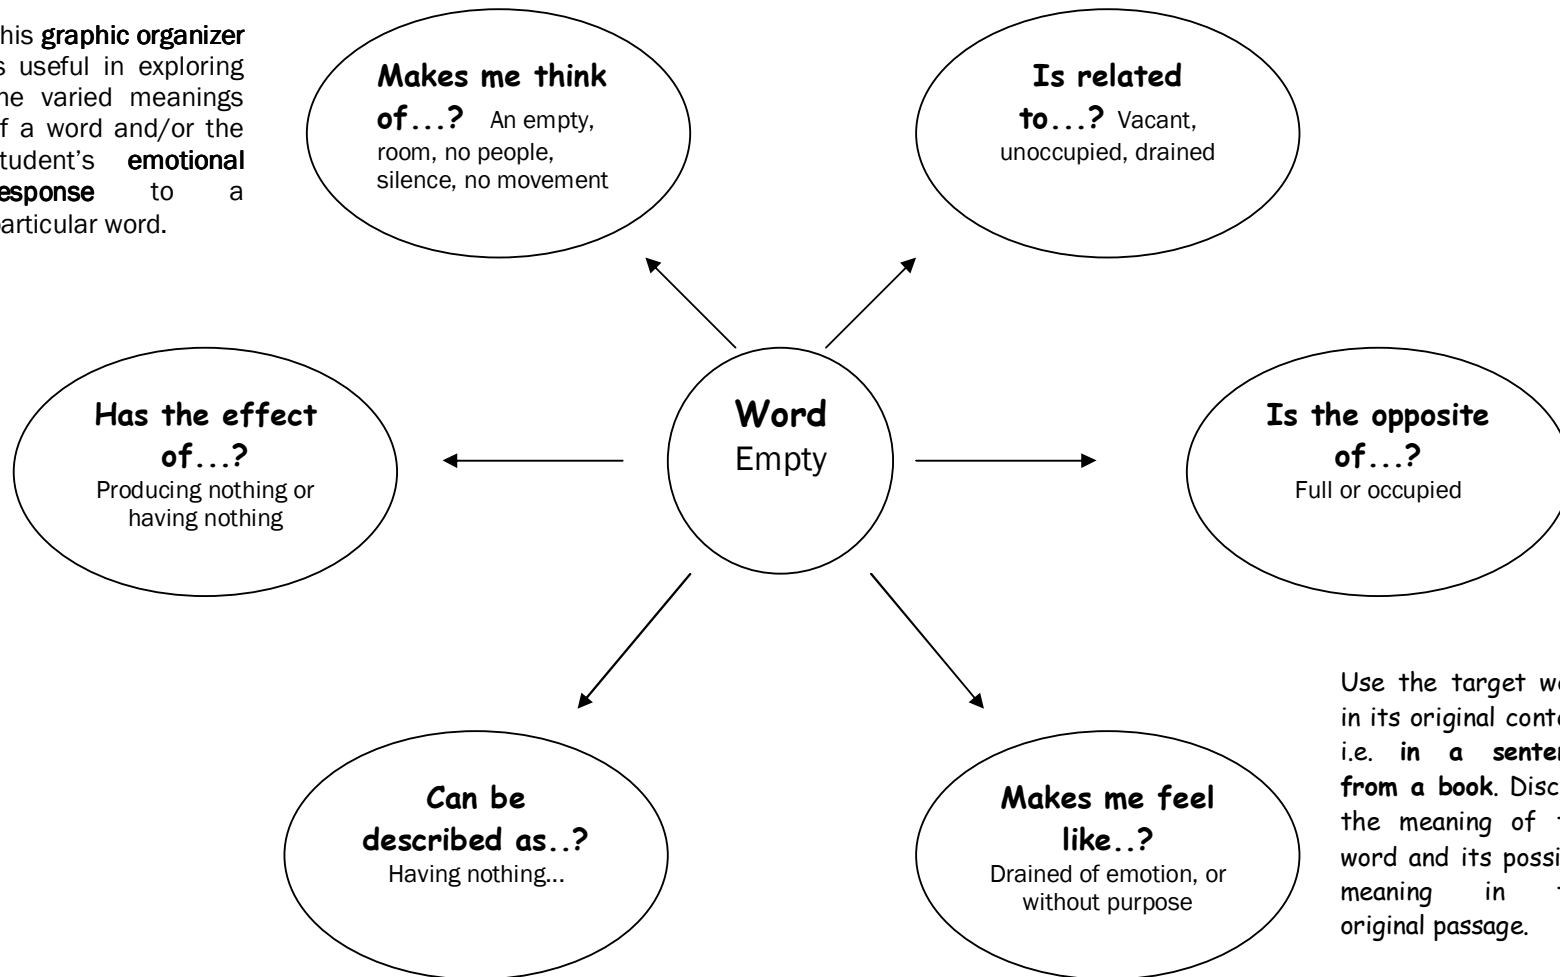 his graphic organizer
s useful in exploring
he varied meanings
f a word and/or the
tudent's emotional
esponse to a
particular word.
Makes me think
of...? An empty,
room, no people,
silence, no movement
Is related
to...? Vacant,
unoccupied, drained
Has the effect
of...?
Producing nothing or
having nothing
Word
Empty
Is the opposite
of...?
Full or occupied
Can be
described as..?
Having nothing...
Makes me feel
like..?
Drained of emotion, or
without purpose
Use the target w
in its original conte
i.e. in a senten
from a book. Disc
the meaning of t
word and its possi
meaning in t
original passage.